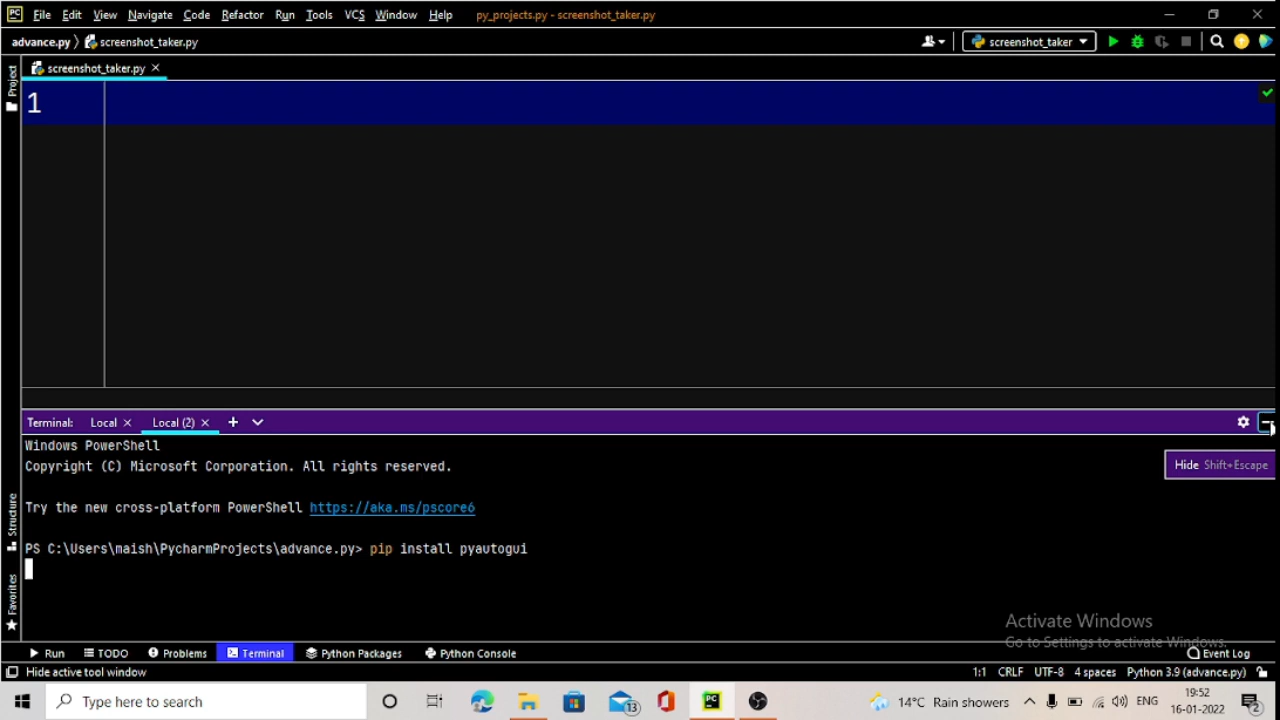 PC File Edit View Navigate Code Refactor Run Tools VCS Window Help py_projects.py - screenshot_taker.py
advance.py screenshot_taker.py screenshot_taker
Project
screenshot_taker.py
1
Terminal: Local Local (2)
Windows PowerShell
Copyright (C) Microsoft Corporation. All rights reserved.
Hide Shift+Escape
Try the new cross-platform PowerShell https://aka.ms/pscore6
Structure
PS C:\Users\maish\PycharmProjects\advance.py> pip install pyautogui
Favorites
Activate Windows
Go to Settings to activate Windows.
Run TODO Problems Terminal Python Packages Python Console Event Log
Hide active tool window 1:1 CRLF UTF-8 4 spaces Python 3.9 (advance.py)
Type here to search 13 PC 14°C Rain showers ENG 19:52
16-01-2022 2